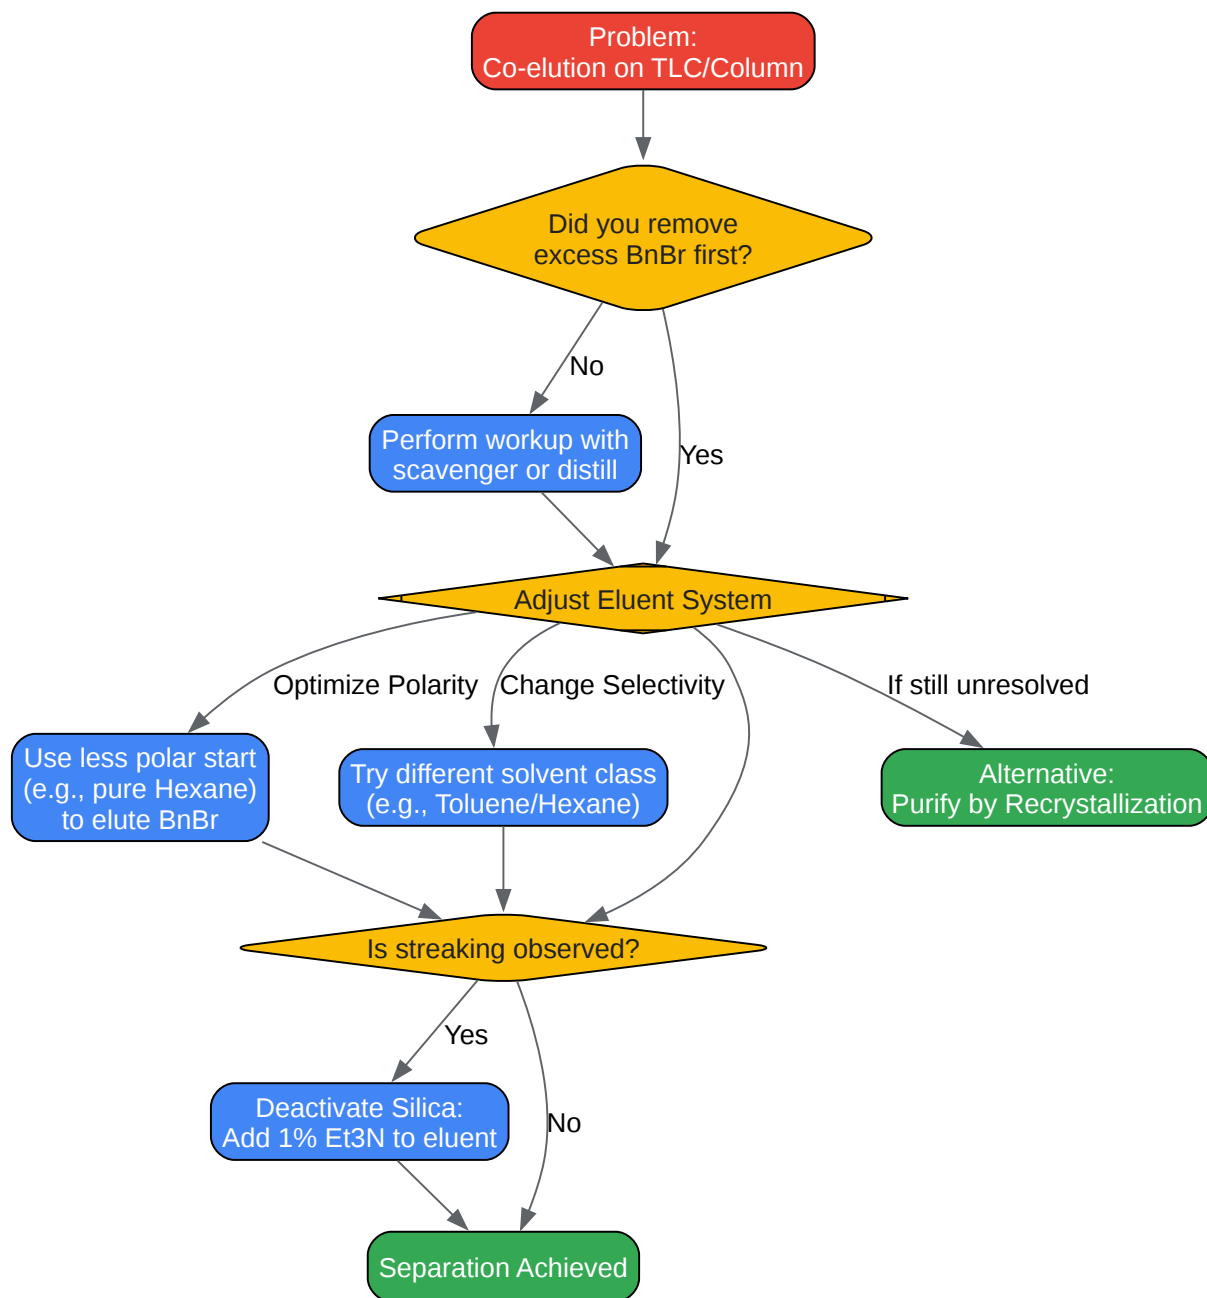 Problem:
Co-elution on TLC/Column
Did you remove
excess BnBr first?
No
Perform workup with
scavenger or distill
Yes
Adjust Eluent System
Optimize Polarity
Change Selectivity
If still unresolved
Use less polar start
(e.g., pure Hexane)
to elute BnBr
Try different solvent class
(e.g., Toluene/Hexane)
Alternative:
Purify by Recrystallization
Is streaking observed?
Yes
Deactivate Silica:
Add 1% Et3N to eluent
No
Separation Achieved